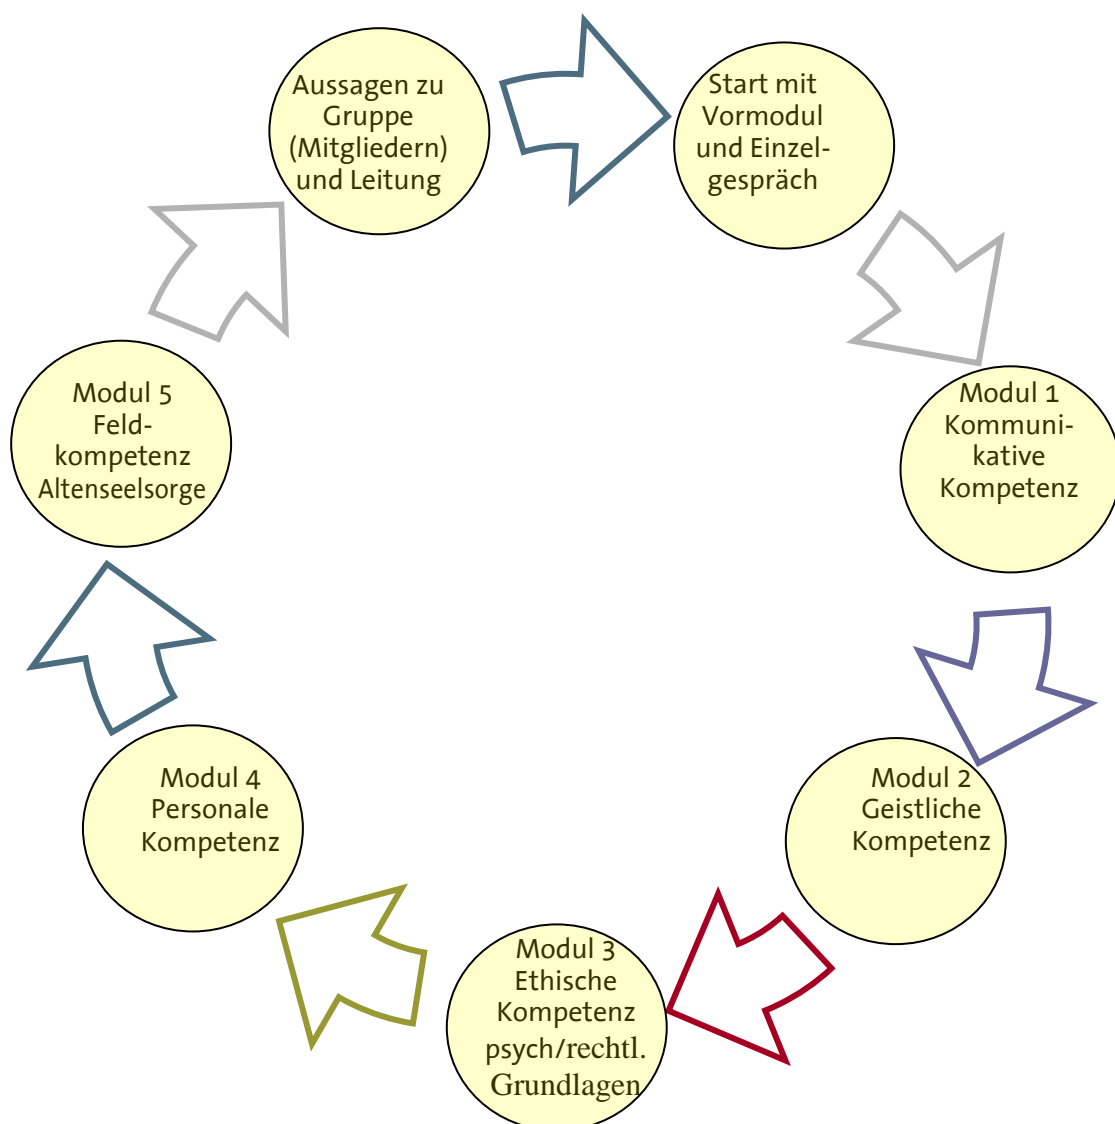 Aussagen zu
Gruppe
(Mitgliedern)
und Leitung
Start mit
Vormodul
und Einzel-
gespräch
Modul 1
Kommuni-
kative
Kompetenz
Modul 2
Geistliche
Kompetenz
Modul 3
Ethische
Kompetenz
psych/rechtl.
Grundlagen
Modul 4
Personale
Kompetenz
Modul 5
Feld-
kompetenz
Altenseelsorge